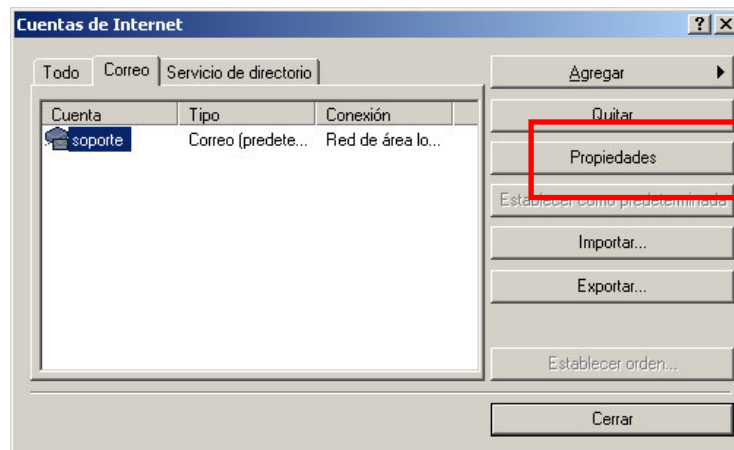 Cuentas de Internet
Todo Correo Servicio de directorio
Cuenta Tipo Conexión
soporte Correo (predete... Red de área lo...
Agregar
Quitar
Propiedades
Establecer como predeterminada
Importar...
Exportar...
Establecer orden...
Cerrar